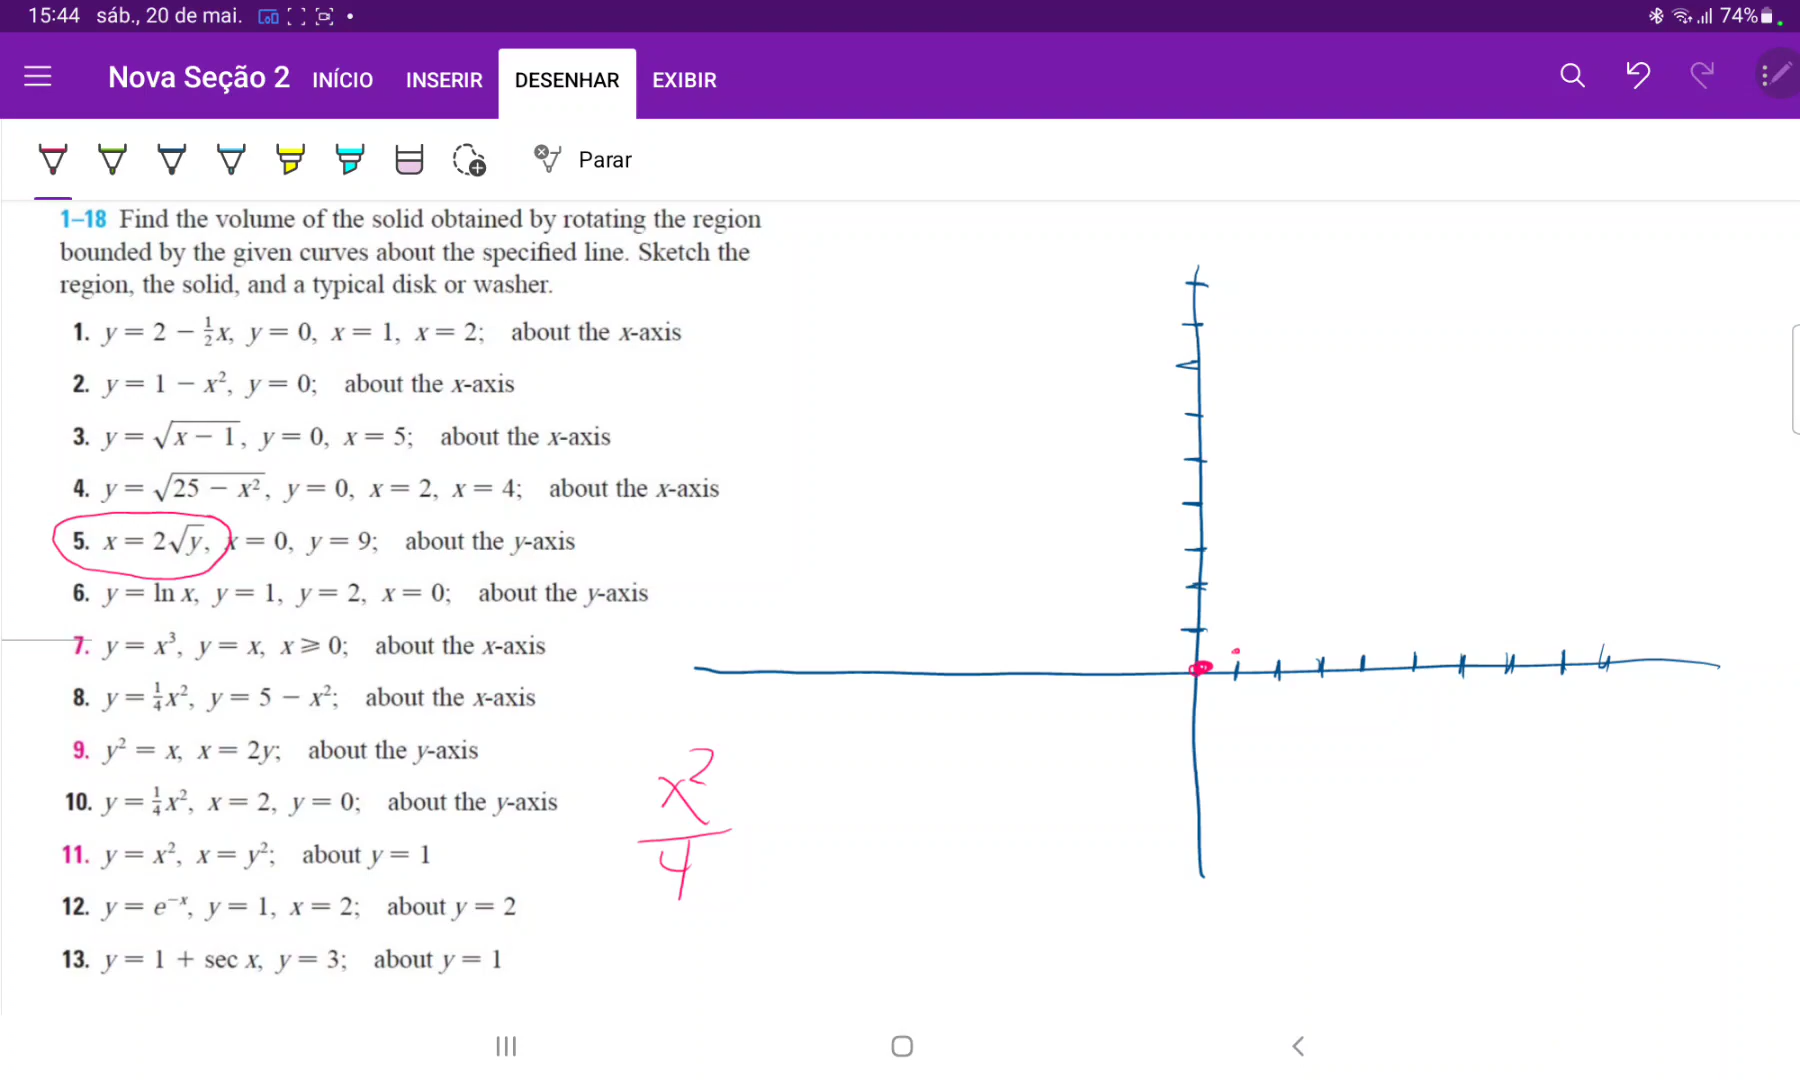 15:44 sáb., 20 de mai. 74%
Nova Seção 2 INÍCIO INSERIR DESENHAR EXIBIR
Parar
1–18 Find the volume of the solid obtained by rotating the region
bounded by the given curves about the specified line. Sketch the
region, the solid, and a typical disk or washer.
1. y = 2 − ½x, y = 0, x = 1, x = 2; about the x-axis
2. y = 1 − x², y = 0; about the x-axis
3. y = √(x − 1), y = 0, x = 5; about the x-axis
4. y = √(25 − x²), y = 0, x = 2, x = 4; about the x-axis
5. x = 2√y, x = 0, y = 9; about the y-axis
6. y = ln x, y = 1, y = 2, x = 0; about the y-axis
7. y = x³, y = x, x ⩾ 0; about the x-axis
8. y = ¼x², y = 5 − x²; about the x-axis
9. y² = x, x = 2y; about the y-axis
10. y = ¼x², x = 2, y = 0; about the y-axis
11. y = x², x = y²; about y = 1
12. y = e⁻ˣ, y = 1, x = 2; about y = 2
13. y = 1 + sec x, y = 3; about y = 1
x²
4